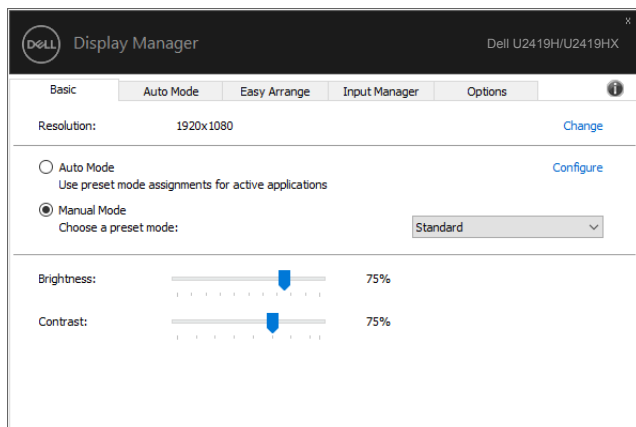 x
DELL Display Manager Dell U2419H/U2419HX
Basic Auto Mode Easy Arrange Input Manager Options i
Resolution: 1920x1080 Change
Auto Mode Configure
Use preset mode assignments for active applications
Manual Mode
Choose a preset mode: Standard
Brightness: 75%
Contrast: 75%